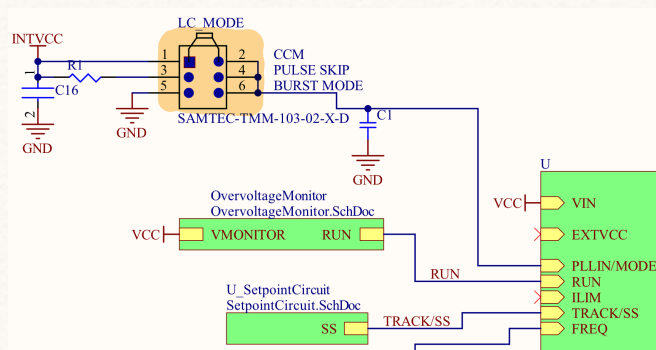 LC_MODE
INTVCC
1
2
CCM
R1
3
4
PULSE SKIP
1
5
6
BURST MODE
C16
2
GND
GND
SAMTEC-TMM-103-02-X-D
C1
GND
U
OvervoltageMonitor
OvervoltageMonitor.SchDoc
VCC
VIN
VCC
VMONITOR
RUN
EXTVCC
PLLIN/MODE
RUN
RUN
ILIM
U_SetpointCircuit
SetpointCircuit.SchDoc
SS
TRACK/SS
TRACK/SS
FREQ